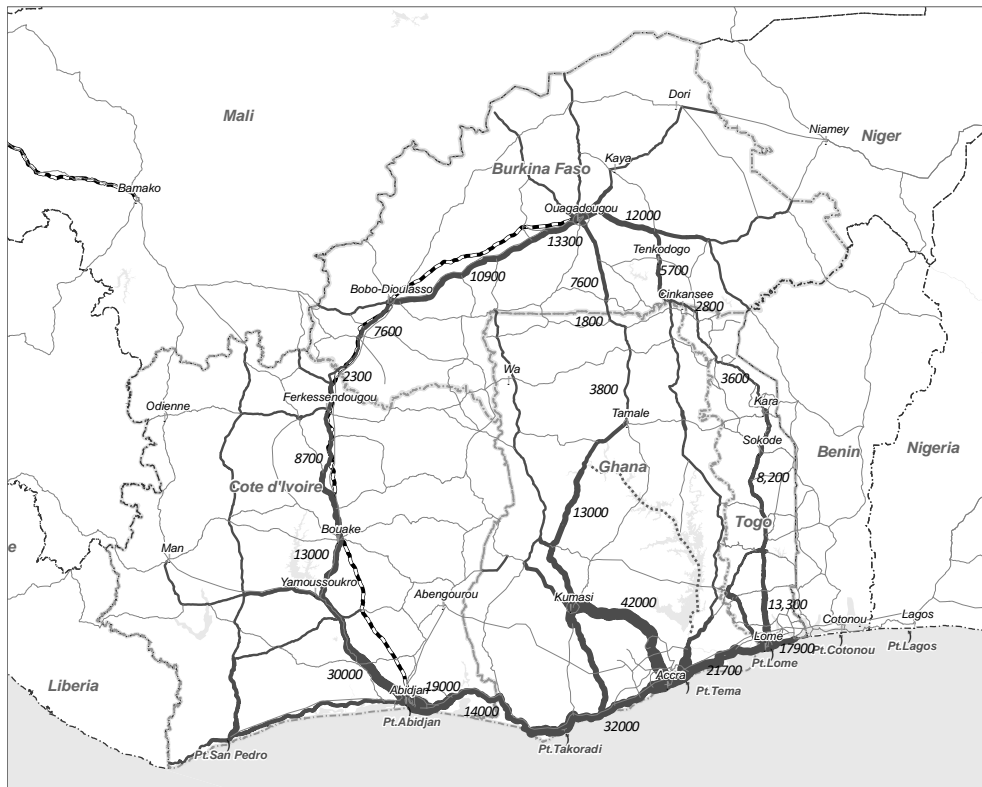 Dori
Mali
Niamey
Niger
Kaya
Burkina Faso
Bamako
Ouagadougou
12000
13300
Tenkodogo
10900
5700
7600
Bobo-Dioulasso
Cinkansee
2800
1800
7600
2300
Wa
3600
Ferkessendougou
3800
Kara
Odienne
Tamale
Sokode
Benin
Nigeria
8700
Ghana
8,200
Cote d'Ivoire
13000
Togo
Bouake
e
Man
13000
Yamoussoukro
Abengourou
Kumasi
42000
13,300
Cotonou
Lagos
Lome
17900
Pt.Cotonou
Pt.Lagos
Pt.Lome
21700
Liberia
30000
Accra
Abidjan
19000
Pt.Tema
14000
Pt.Abidjan
32000
Pt.San Pedro
Pt.Takoradi